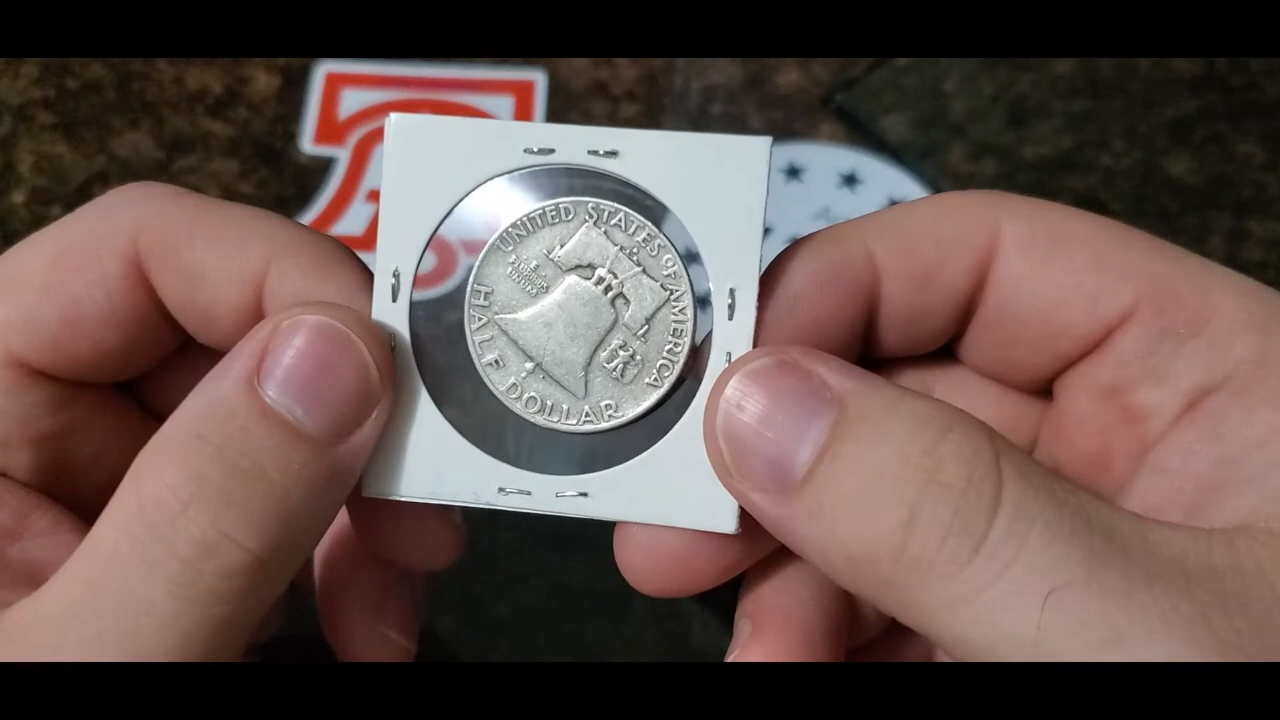 UNITED STATES OF AMERICA
E
PLURIBUS
UNUM
HALF DOLLAR